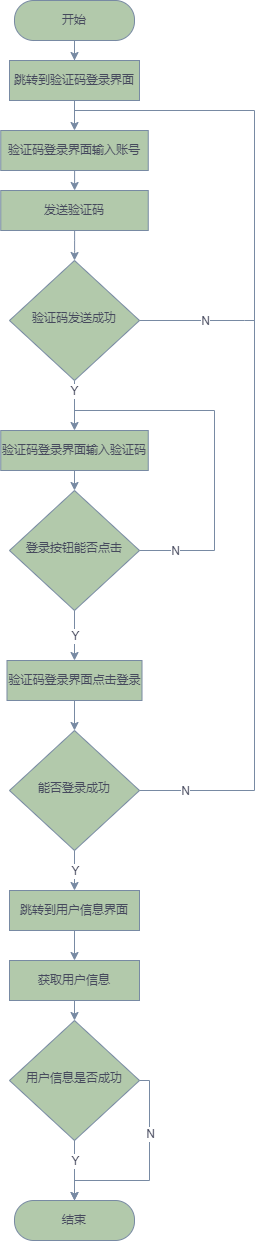 开始
跳转到验证码登录界面
验证码登录界面输入账号
发送验证码
验证码发送成功
N
Y
验证码登录界面输入验证码
登录按钮能否点击
N
Y
验证码登录界面点击登录
能否登录成功
N
Y
跳转到用户信息界面
获取用户信息
用户信息是否成功
N
Y
结束